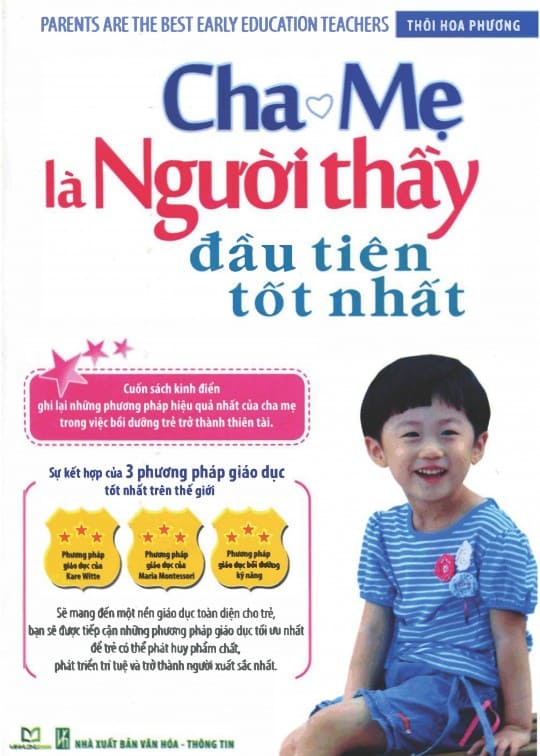 PARENTS ARE THE BEST EARLY EDUCATION TEACHERS
THÔI HOA PHƯƠNG
Cha Mẹ
là Người thầy
đầu tiên
tốt nhất
Cuốn sách kinh điển
ghi lại những phương pháp hiệu quả nhất của cha mẹ
trong việc bồi dưỡng trẻ trở thành thiên tài.
Sự kết hợp của 3 phương pháp giáo dục
tốt nhất trên thế giới
Phương pháp
giáo dục của
Kare Witte
Phương pháp
giáo dục của
Maria Montessori
Phương pháp
giáo dục bồi dưỡng
kỹ năng
Sẽ mang đến một nền giáo dục toàn diện cho trẻ,
bạn sẽ được tiếp cận những phương pháp giáo dục tối ưu nhất
để trẻ có thể phát huy phẩm chất,
phát triển trí tuệ và trở thành người xuất sắc nhất.
NHÀ XUẤT BẢN VĂN HÓA - THÔNG TIN